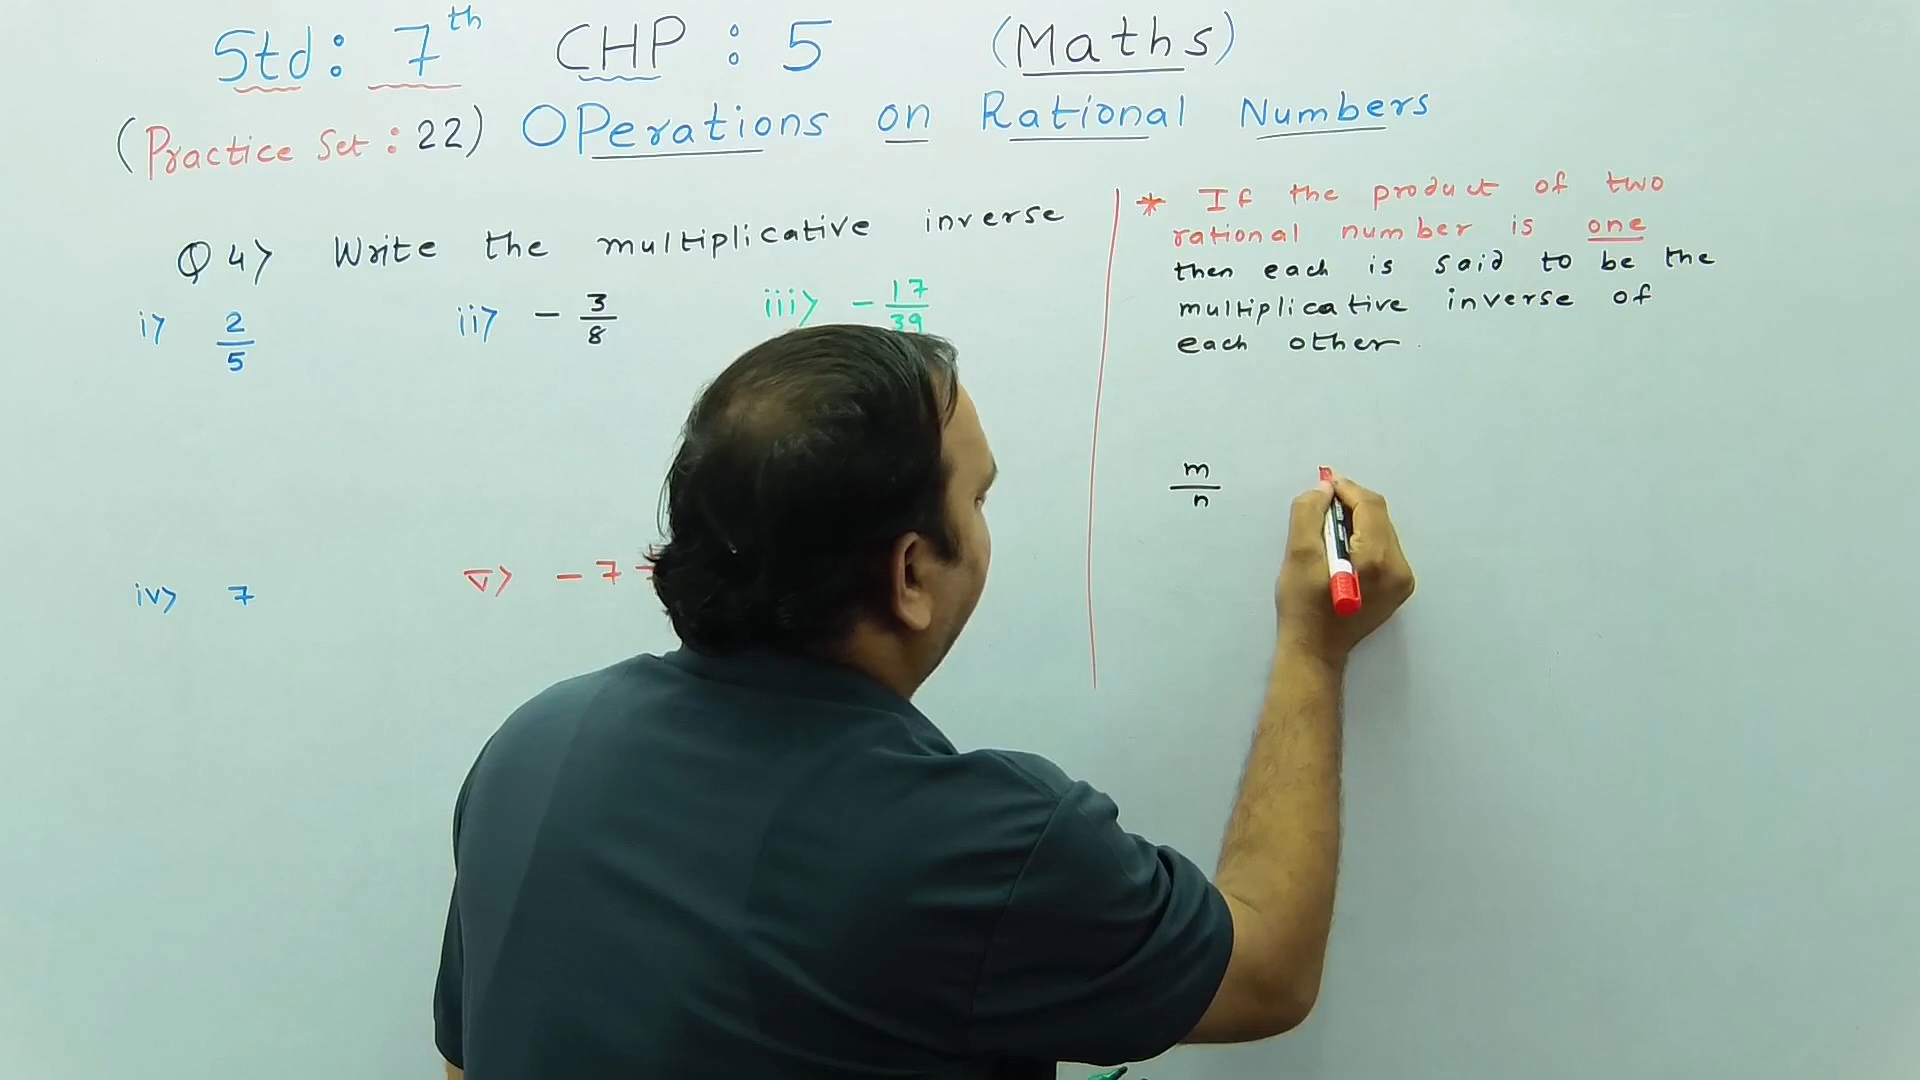 Std: 7th CHP : 5 (Maths)
(Practice Set : 22) Operations on Rational Numbers
Q 4> Write the multiplicative inverse
i> 2/5 ii> - 3/8 iii> - 17/39
iv> 7 v> - 7
* If the product of two
rational number is one
then each is said to be the
multiplicative inverse of
each other.
m/n